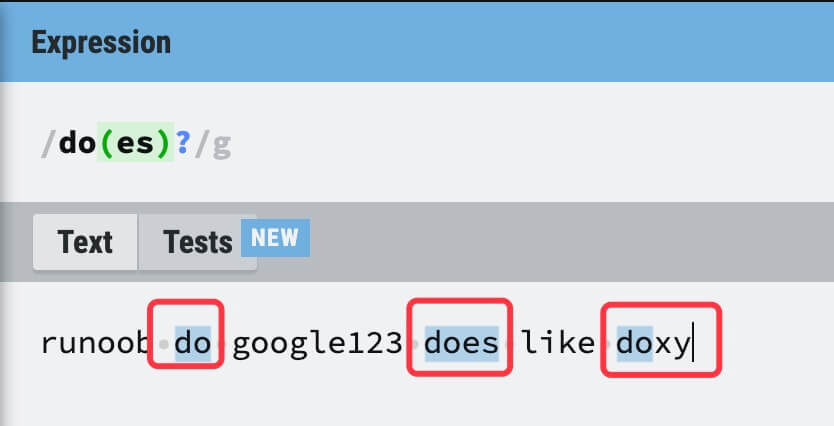 Expression
/do(es)?/g
Text Tests NEW
runoob do google123 does like doxy